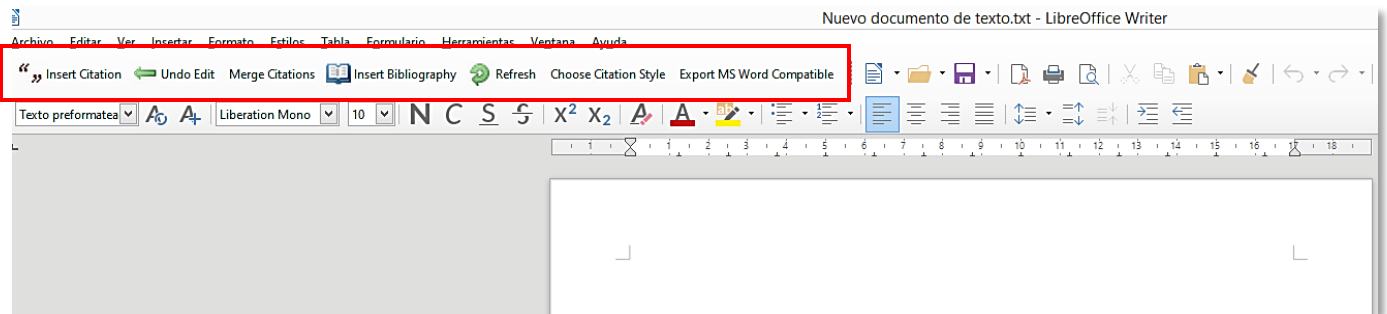 Nuevo documento de texto.txt - LibreOffice Writer
Archivo Editar Ver Insertar Formato Estilos Tabla Formulario Herramientas Ventana Ayuda
Insert Citation Undo Edit Merge Citations Insert Bibliography Refresh Choose Citation Style Export MS Word Compatible
Texto preformatea Liberation Mono 10 N C S S X² X₂ A A
1 1 2 3 4 5 6 7 8 9 10 11 12 13 14 15 16 17 18